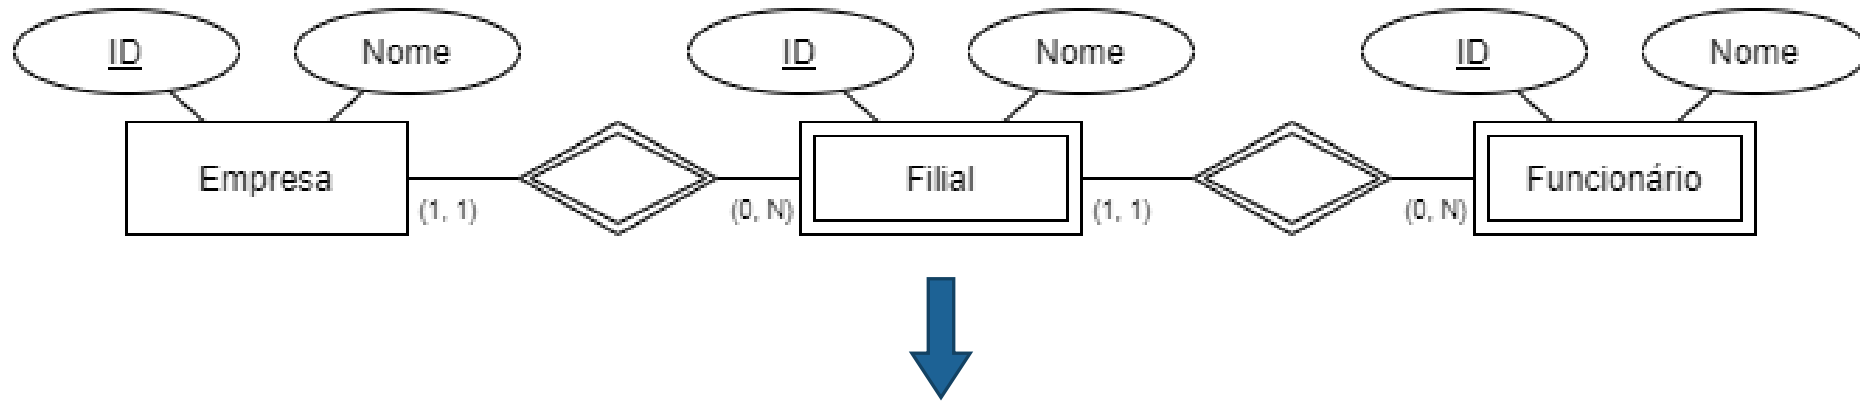 ID Nome ID Nome ID Nome
Empresa Filial Funcionário
(1, 1) (0, N) (1, 1) (0, N)